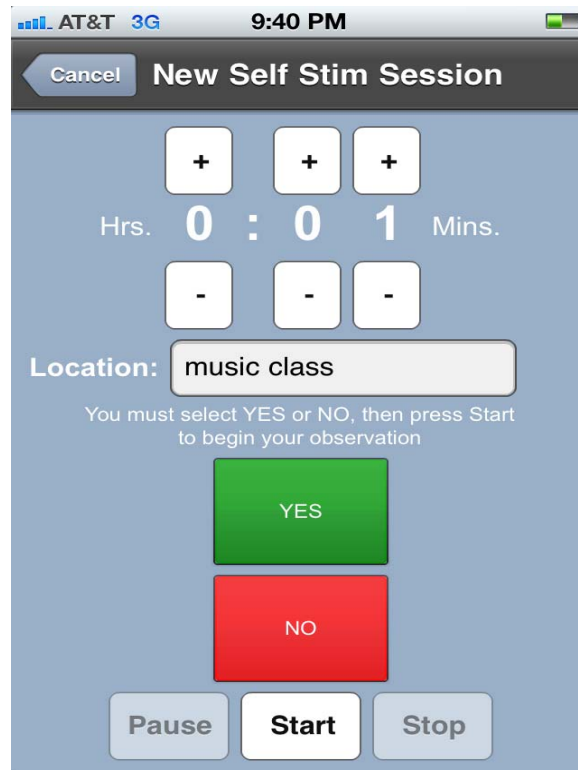 AT&T 3G 9:40 PM
Cancel New Self Stim Session
+ + +
Hrs. 0 : 0 1 Mins.
- - -
Location: music class
You must select YES or NO, then press Start
to begin your observation
YES
NO
Pause Start Stop